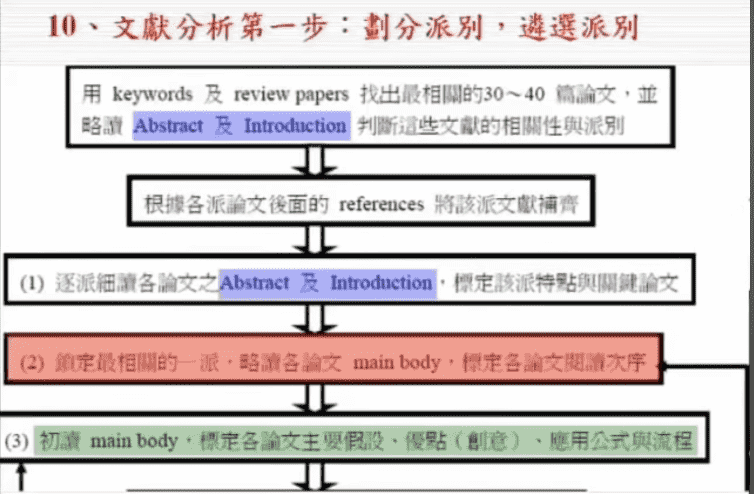 10、文獻分析第一步：劃分派別，遴選派別
用 keywords 及 review papers 找出最相關的30～40 篇論文，並
略讀 Abstract 及 Introduction 判斷這些文獻的相關性與派別
根據各派論文後面的 references 將該派文獻補齊
(1) 逐派細讀各論文之Abstract 及 Introduction，標定該派特點與關鍵論文
(2) 鎖定最相關的一派，略讀各論文 main body，標定各論文閱讀次序
(3) 初讀 main body，標定各論文主要假設、優點（創意）、應用公式與流程